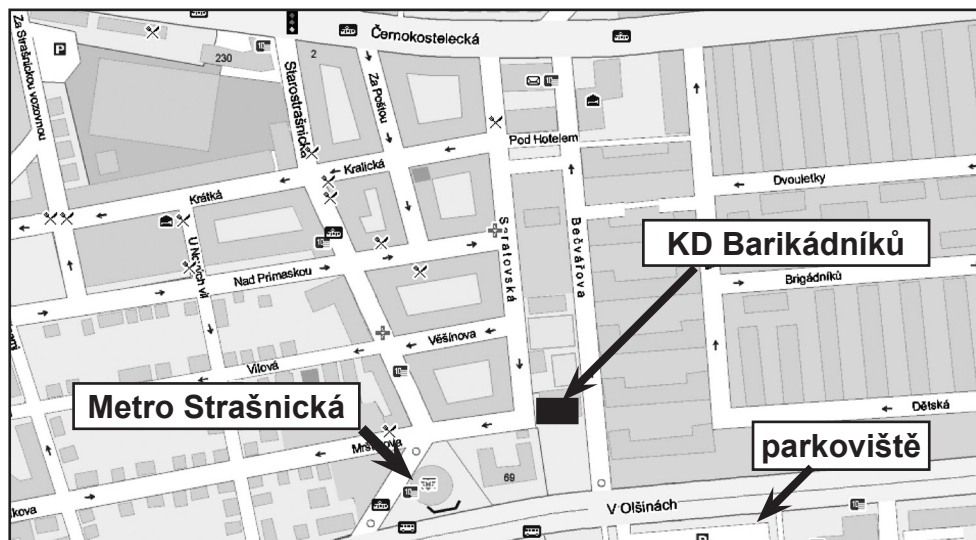 Černokostelecká
Za Strašnickou vozovnou
P
230
2
Starostrašnická
Za Poštou
Pod Hotelem
Kralická
Krátká
Dvouletky
Saratovská
Bečvářova
KD Barikádníků
U Nových vil
Nad Primaskou
Brigádníků
Věšínova
Vilová
Metro Strašnická
Dětská
parkoviště
69
V Olšinách
P